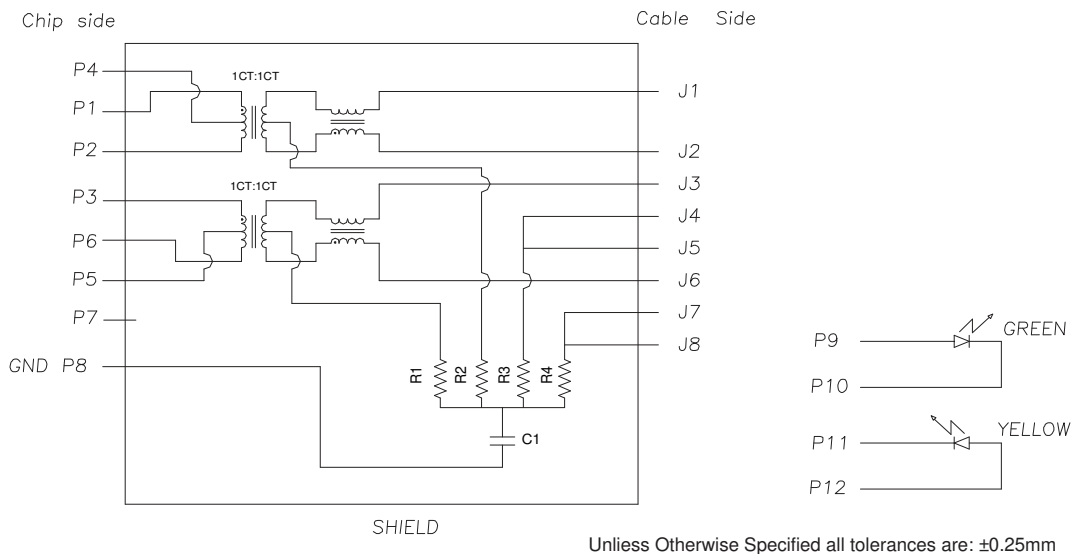 Chip side
Cable Side
P4
1CT:1CT
P1
J1
P2
J2
P3
1CT:1CT
J3
J4
P6
J5
P5
J6
P7
J7
GND P8
J8
R1
R2
R3
R4
C1
SHIELD
P9
GREEN
P10
P11
YELLOW
P12
Unliess Otherwise Specified all tolerances are: ±0.25mm